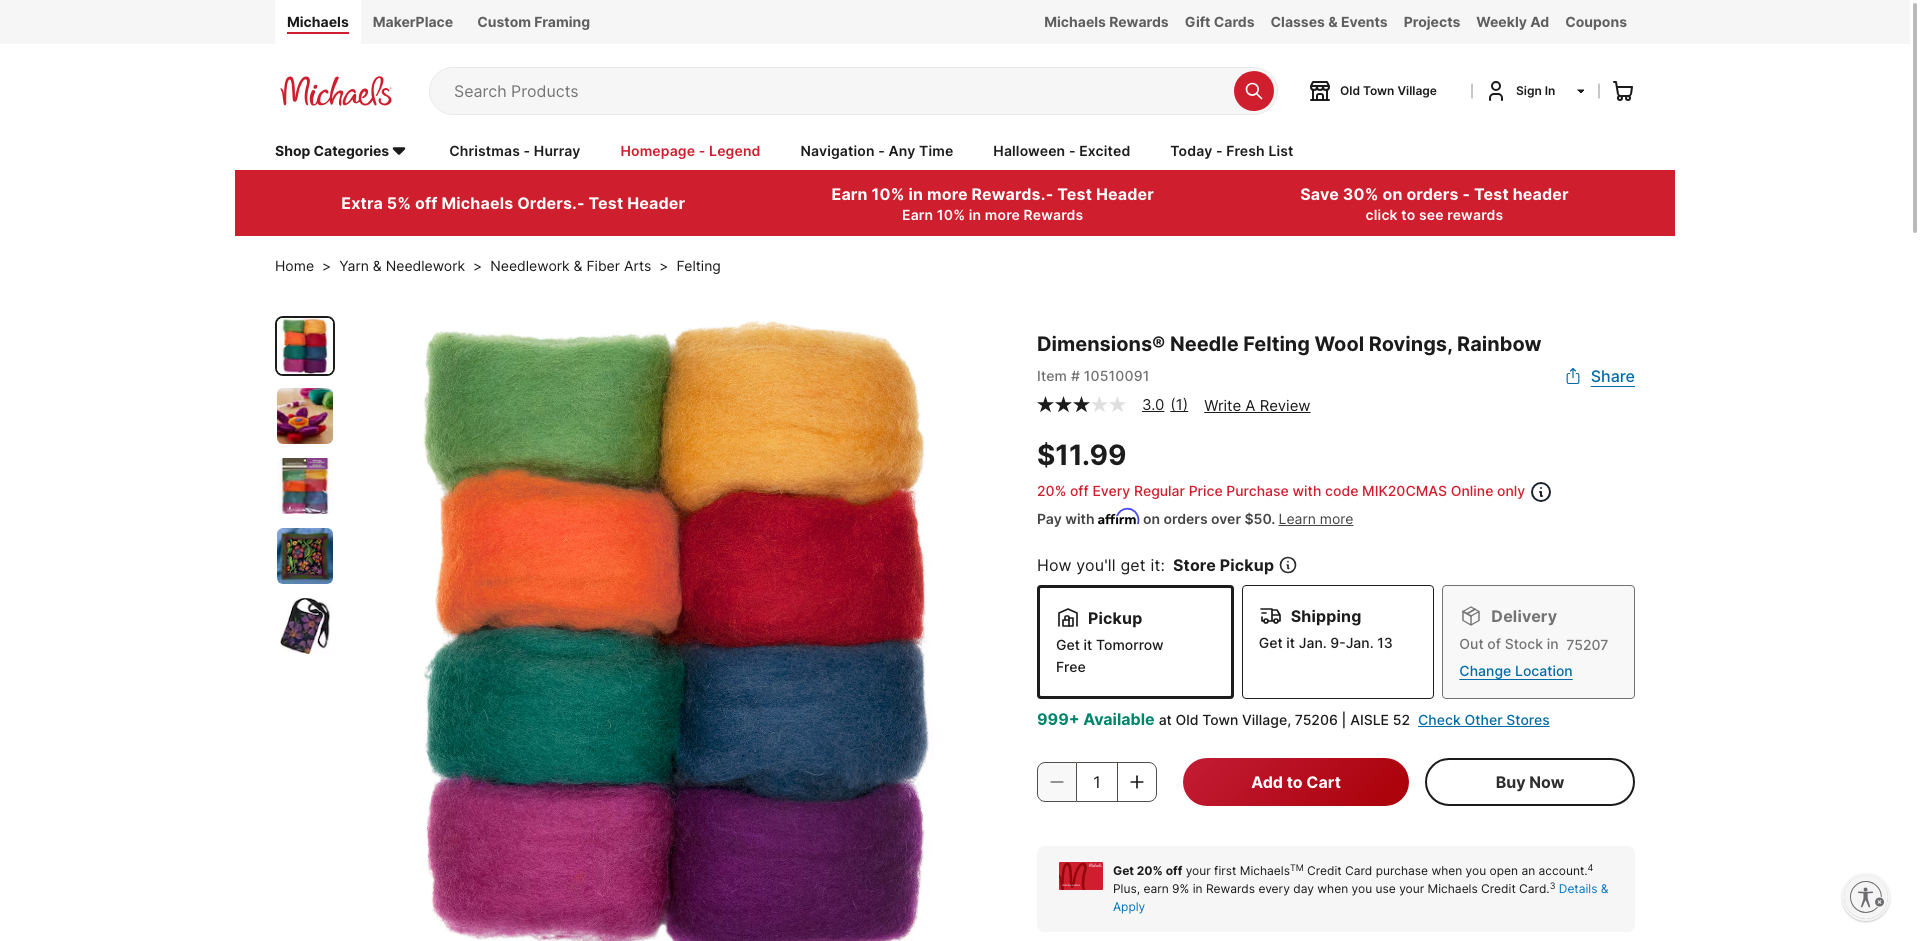 Michaels
MakerPlace
Custom Framing
Michaels Rewards
Gift Cards
Classes & Events
Projects
Weekly Ad
Coupons
Michaels
Search Products
Old Town Village
Sign In
Shop Categories
Christmas - Hurray
Homepage - Legend
Navigation - Any Time
Halloween - Excited
Today - Fresh List
Extra 5% off Michaels Orders.- Test Header
Earn 10% in more Rewards.- Test Header
Earn 10% in more Rewards
Save 30% on orders - Test header
click to see rewards
Home > Yarn & Needlework > Needlework & Fiber Arts > Felting
Dimensions® Needle Felting Wool Rovings, Rainbow
Item # 10510091
Share
3.0 (1) Write A Review
$11.99
20% off Every Regular Price Purchase with code MIK20CMAS Online only
Pay with affirm on orders over $50. Learn more
How you'll get it: Store Pickup
Pickup
Get it Tomorrow
Free
Shipping
Get it Jan. 9-Jan. 13
Delivery
Out of Stock in 75207
Change Location
999+ Available at Old Town Village, 75206 | AISLE 52 Check Other Stores
1
Add to Cart
Buy Now
Get 20% off your first Michaels™ Credit Card purchase when you open an account.⁴
Plus, earn 9% in Rewards every day when you use your Michaels Credit Card.³ Details &
Apply